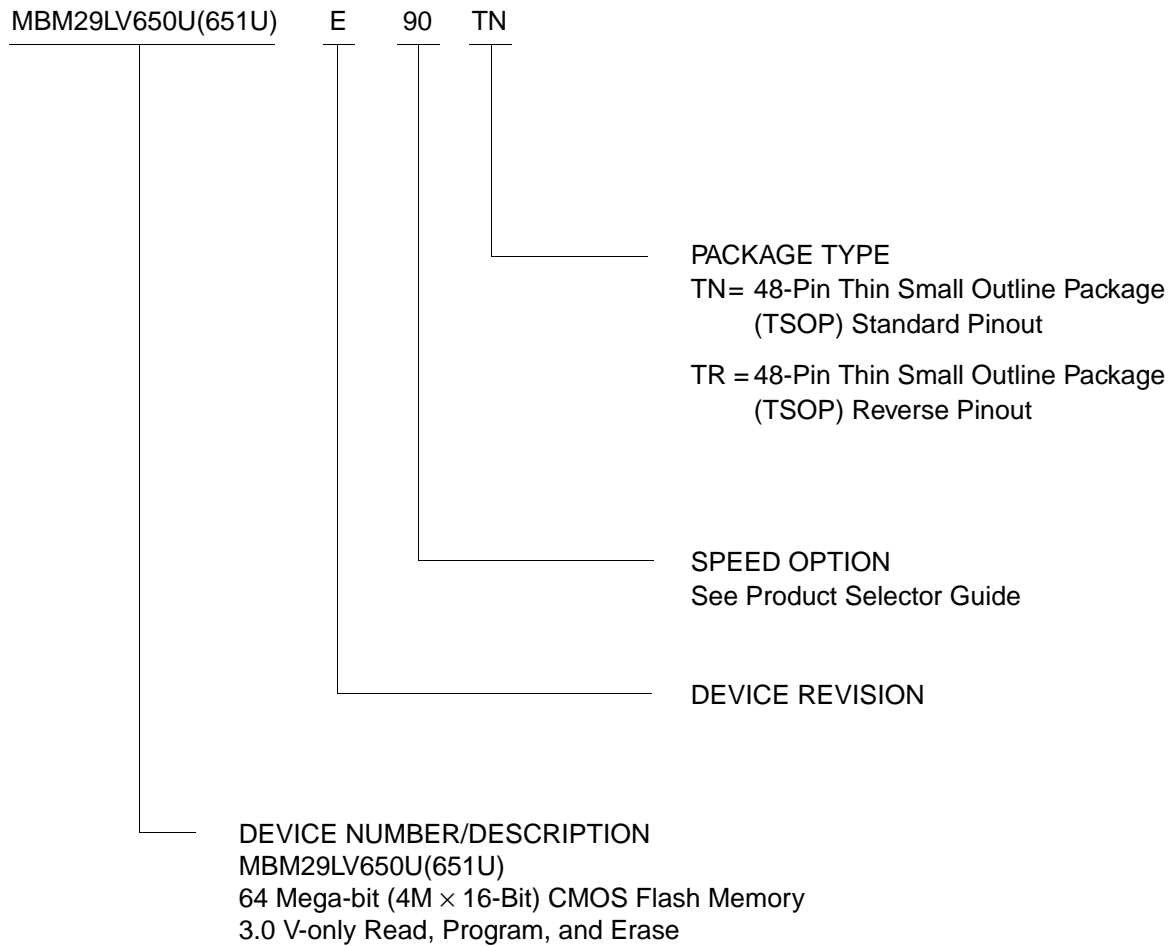 MBM29LV650U(651U) E 90 TN
PACKAGE TYPE
TN= 48-Pin Thin Small Outline Package
(TSOP) Standard Pinout
TR = 48-Pin Thin Small Outline Package
(TSOP) Reverse Pinout
SPEED OPTION
See Product Selector Guide
DEVICE REVISION
DEVICE NUMBER/DESCRIPTION
MBM29LV650U(651U)
64 Mega-bit (4M × 16-Bit) CMOS Flash Memory
3.0 V-only Read, Program, and Erase